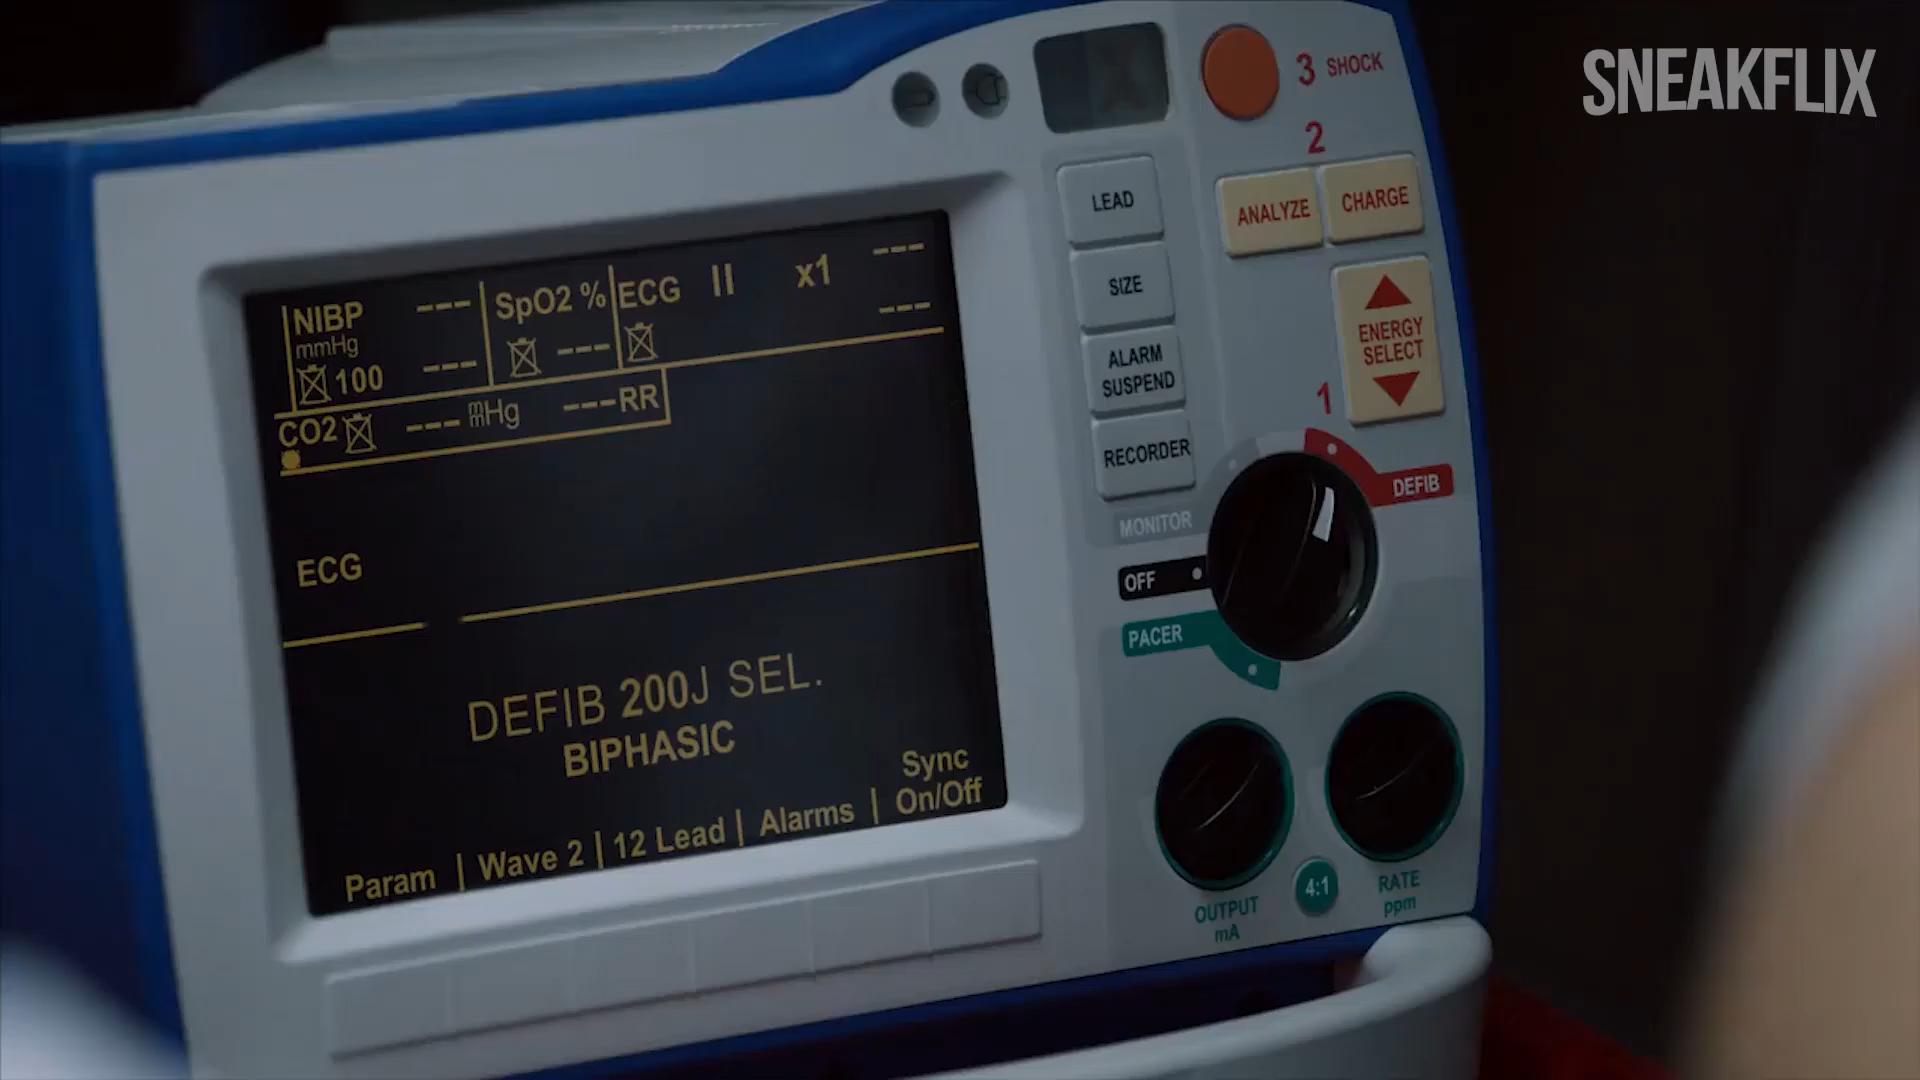 SNEAKFLIX
3 SHOCK
2
ANALYZE
CHARGE
LEAD
SIZE
ALARM
SUSPEND
RECORDER
ENERGY
SELECT
1
DEFIB
MONITOR
OFF
PACER
OUTPUT
mA
4:1
RATE
ppm
NIBP ---
mmHg
100 ---
SpO2 %
---
ECG II x1 ---
---
CO2 --- mmHg ---RR
ECG
DEFIB 200J SEL.
BIPHASIC
Param | Wave 2 | 12 Lead | Alarms | Sync
On/Off